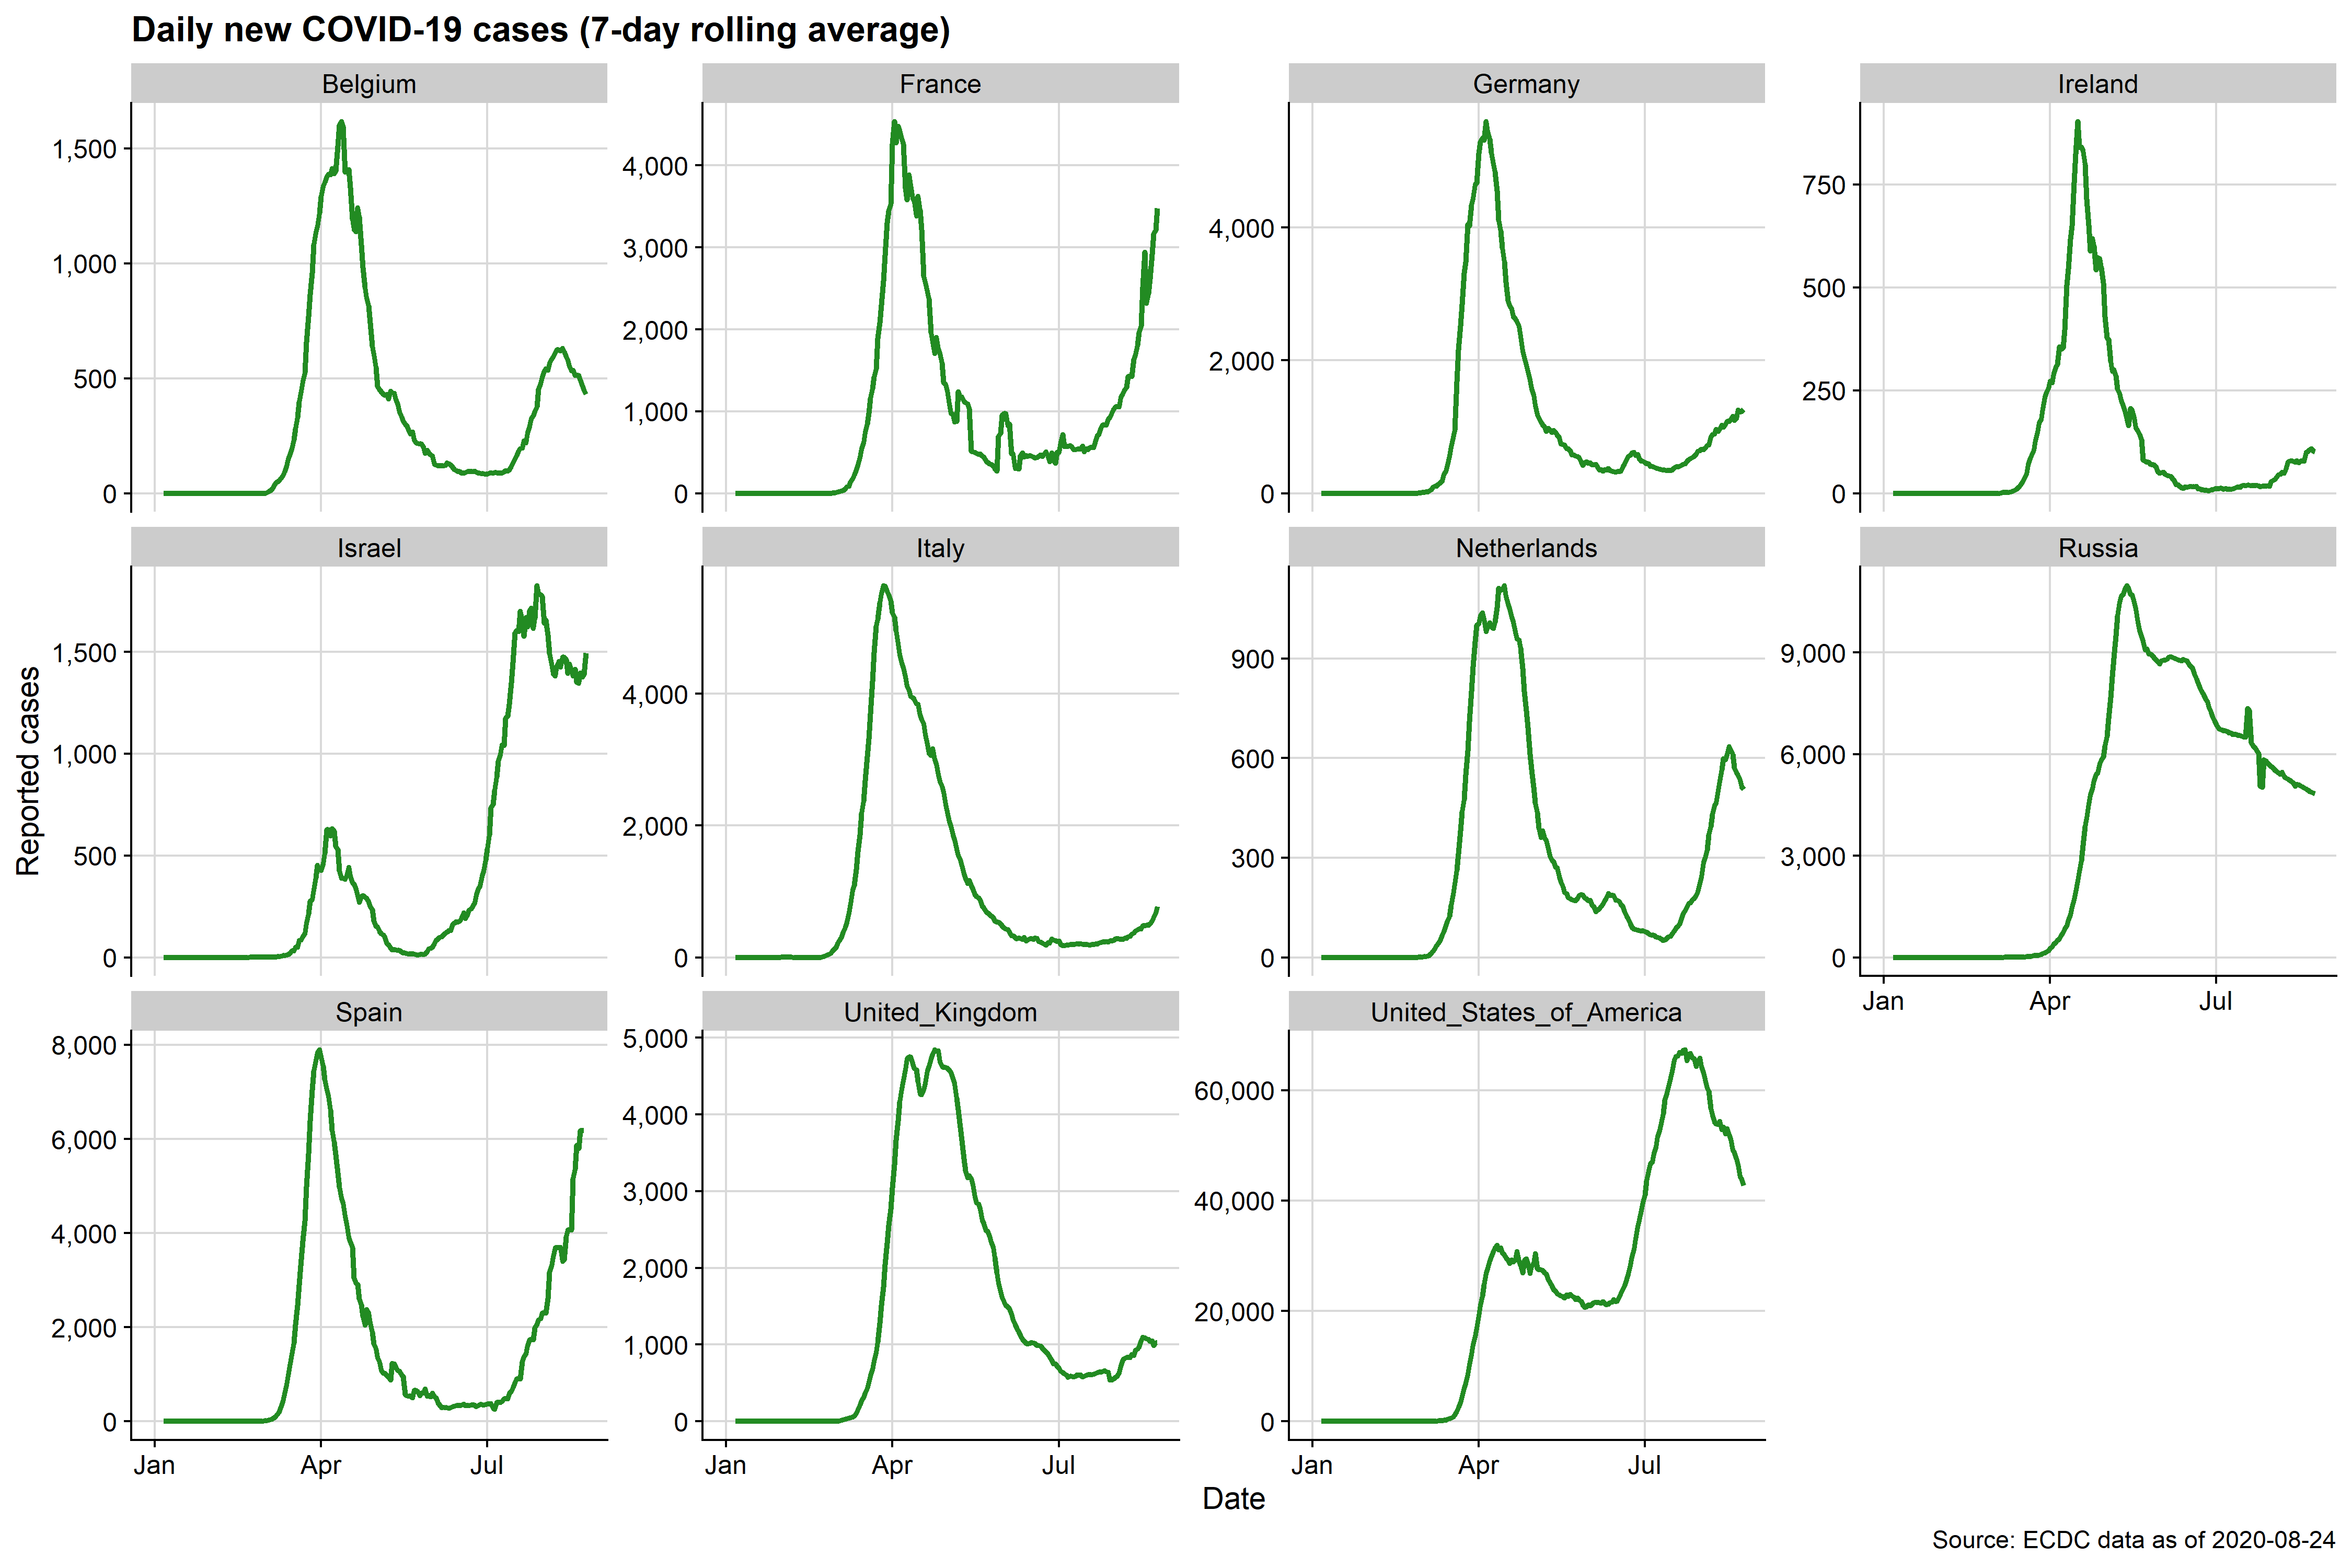 Daily new COVID-19 cases (7-day rolling average)
Belgium
France
Germany
Ireland
1,500
1,000
500
0
4,000
3,000
2,000
1,000
0
4,000
2,000
0
750
500
250
0
Israel
Italy
Netherlands
Russia
1,500
1,000
500
0
4,000
2,000
0
900
600
300
0
9,000
6,000
3,000
0
Jan
Apr
Jul
Reported cases
Spain
United_Kingdom
United_States_of_America
8,000
6,000
4,000
2,000
0
Jan
Apr
Jul
5,000
4,000
3,000
2,000
1,000
0
Jan
Apr
Jul
60,000
40,000
20,000
0
Jan
Apr
Jul
Date
Source: ECDC data as of 2020-08-24